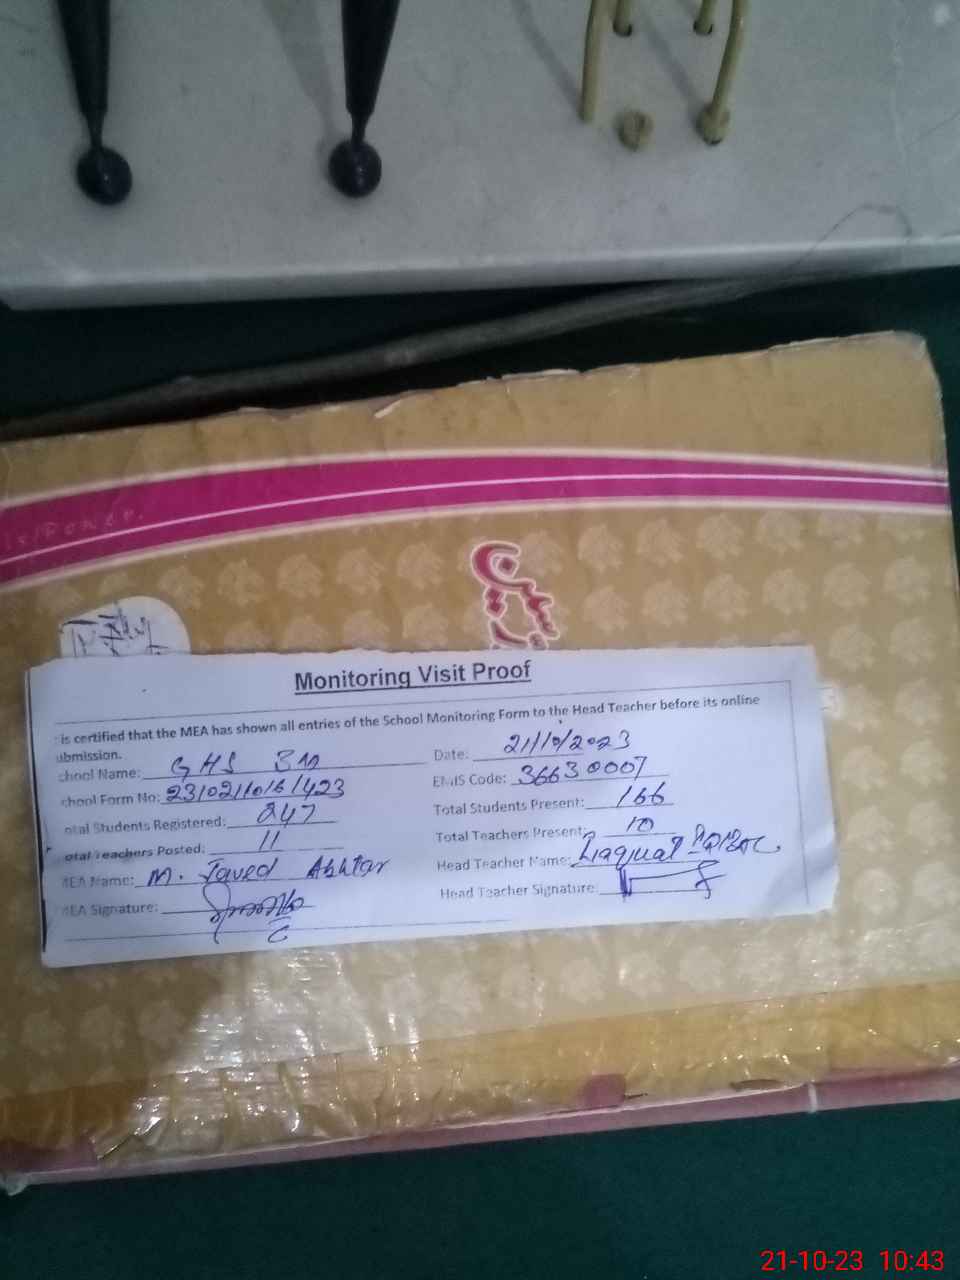 Monitoring Visit Proof
is certified that the MEA has shown all entries of the School Monitoring Form to the Head Teacher before its online
ubmission.
chool Name: GHS
Date: 21/10/2023
chool Form No: 2310211016/423
EMIS Code: 36630007
otal Students Registered: 247
Total Students Present: 166
otal Teachers Posted: 11
Total Teachers Present: 10
MEA Name: M. Javed Akhtar
Head Teacher Name: Liaquat
MEA Signature:
Head Teacher Signature:
21-10-23 10:43